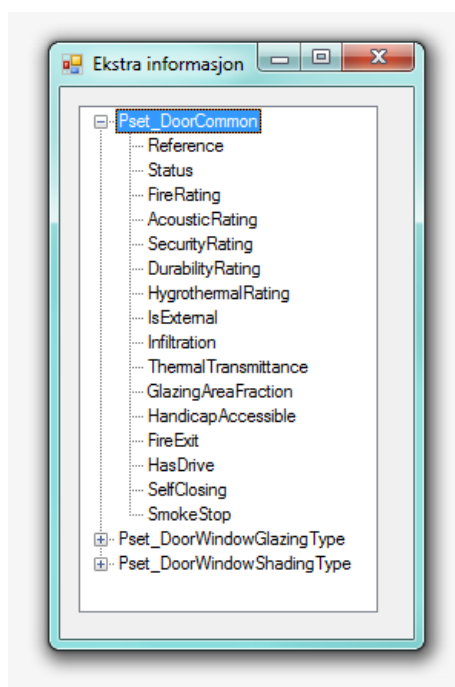 Ekstra informasjon
Pset_DoorCommon
Reference
Status
FireRating
AcousticRating
SecurityRating
DurabilityRating
HygrothermalRating
IsExternal
Infiltration
ThermalTransmittance
GlazingAreaFraction
HandicapAccessible
FireExit
HasDrive
SelfClosing
SmokeStop
Pset_DoorWindowGlazingType
Pset_DoorWindowShadingType